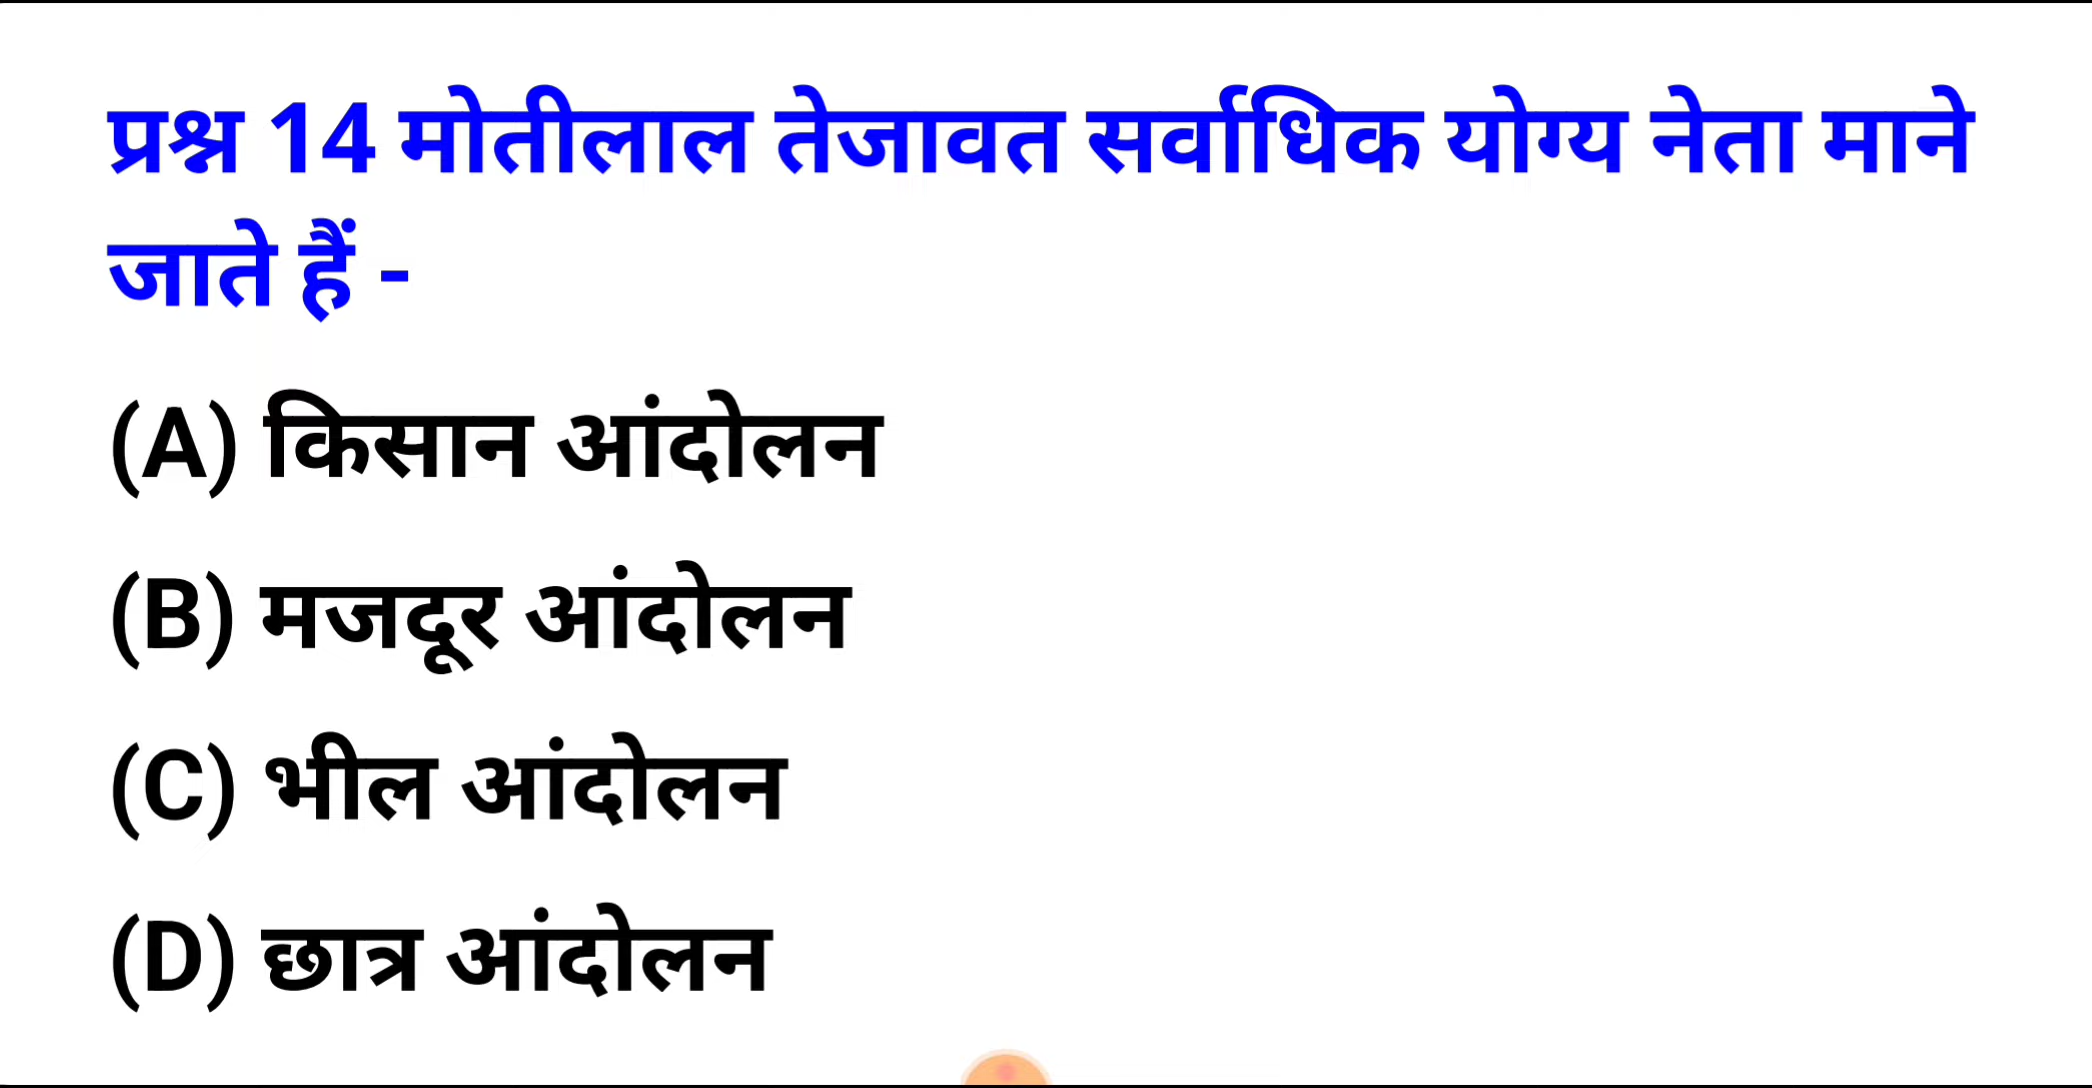 प्रश्न 14 मोतीलाल तेजावत सर्वाधिक योग्य नेता माने
जाते हैं -
(A) किसान आंदोलन
(B) मजदूर आंदोलन
(C) भील आंदोलन
(D) छात्र आंदोलन